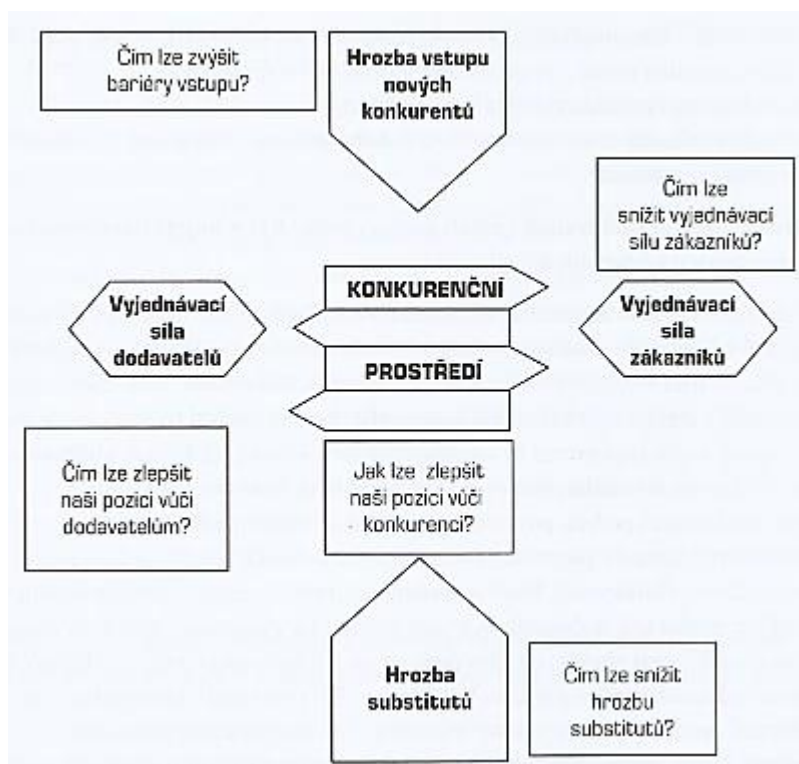 Čím lze zvýšit
bariéry vstupu?
Hrozba vstupu
nových
konkurentů
Čím lze
snížit vyjednávací
sílu zákazníků?
Vyjednávací
síla
dodavatelů
KONKURENČNÍ
PROSTŘEDÍ
Vyjednávací
síla
zákazníků
Čím lze zlepšit
naši pozici vůči
dodavatelům?
Jak lze zlepšit
naši pozici vůči
konkurenci?
Hrozba
substitutů
Čím lze snížit
hrozbu
substitutů?